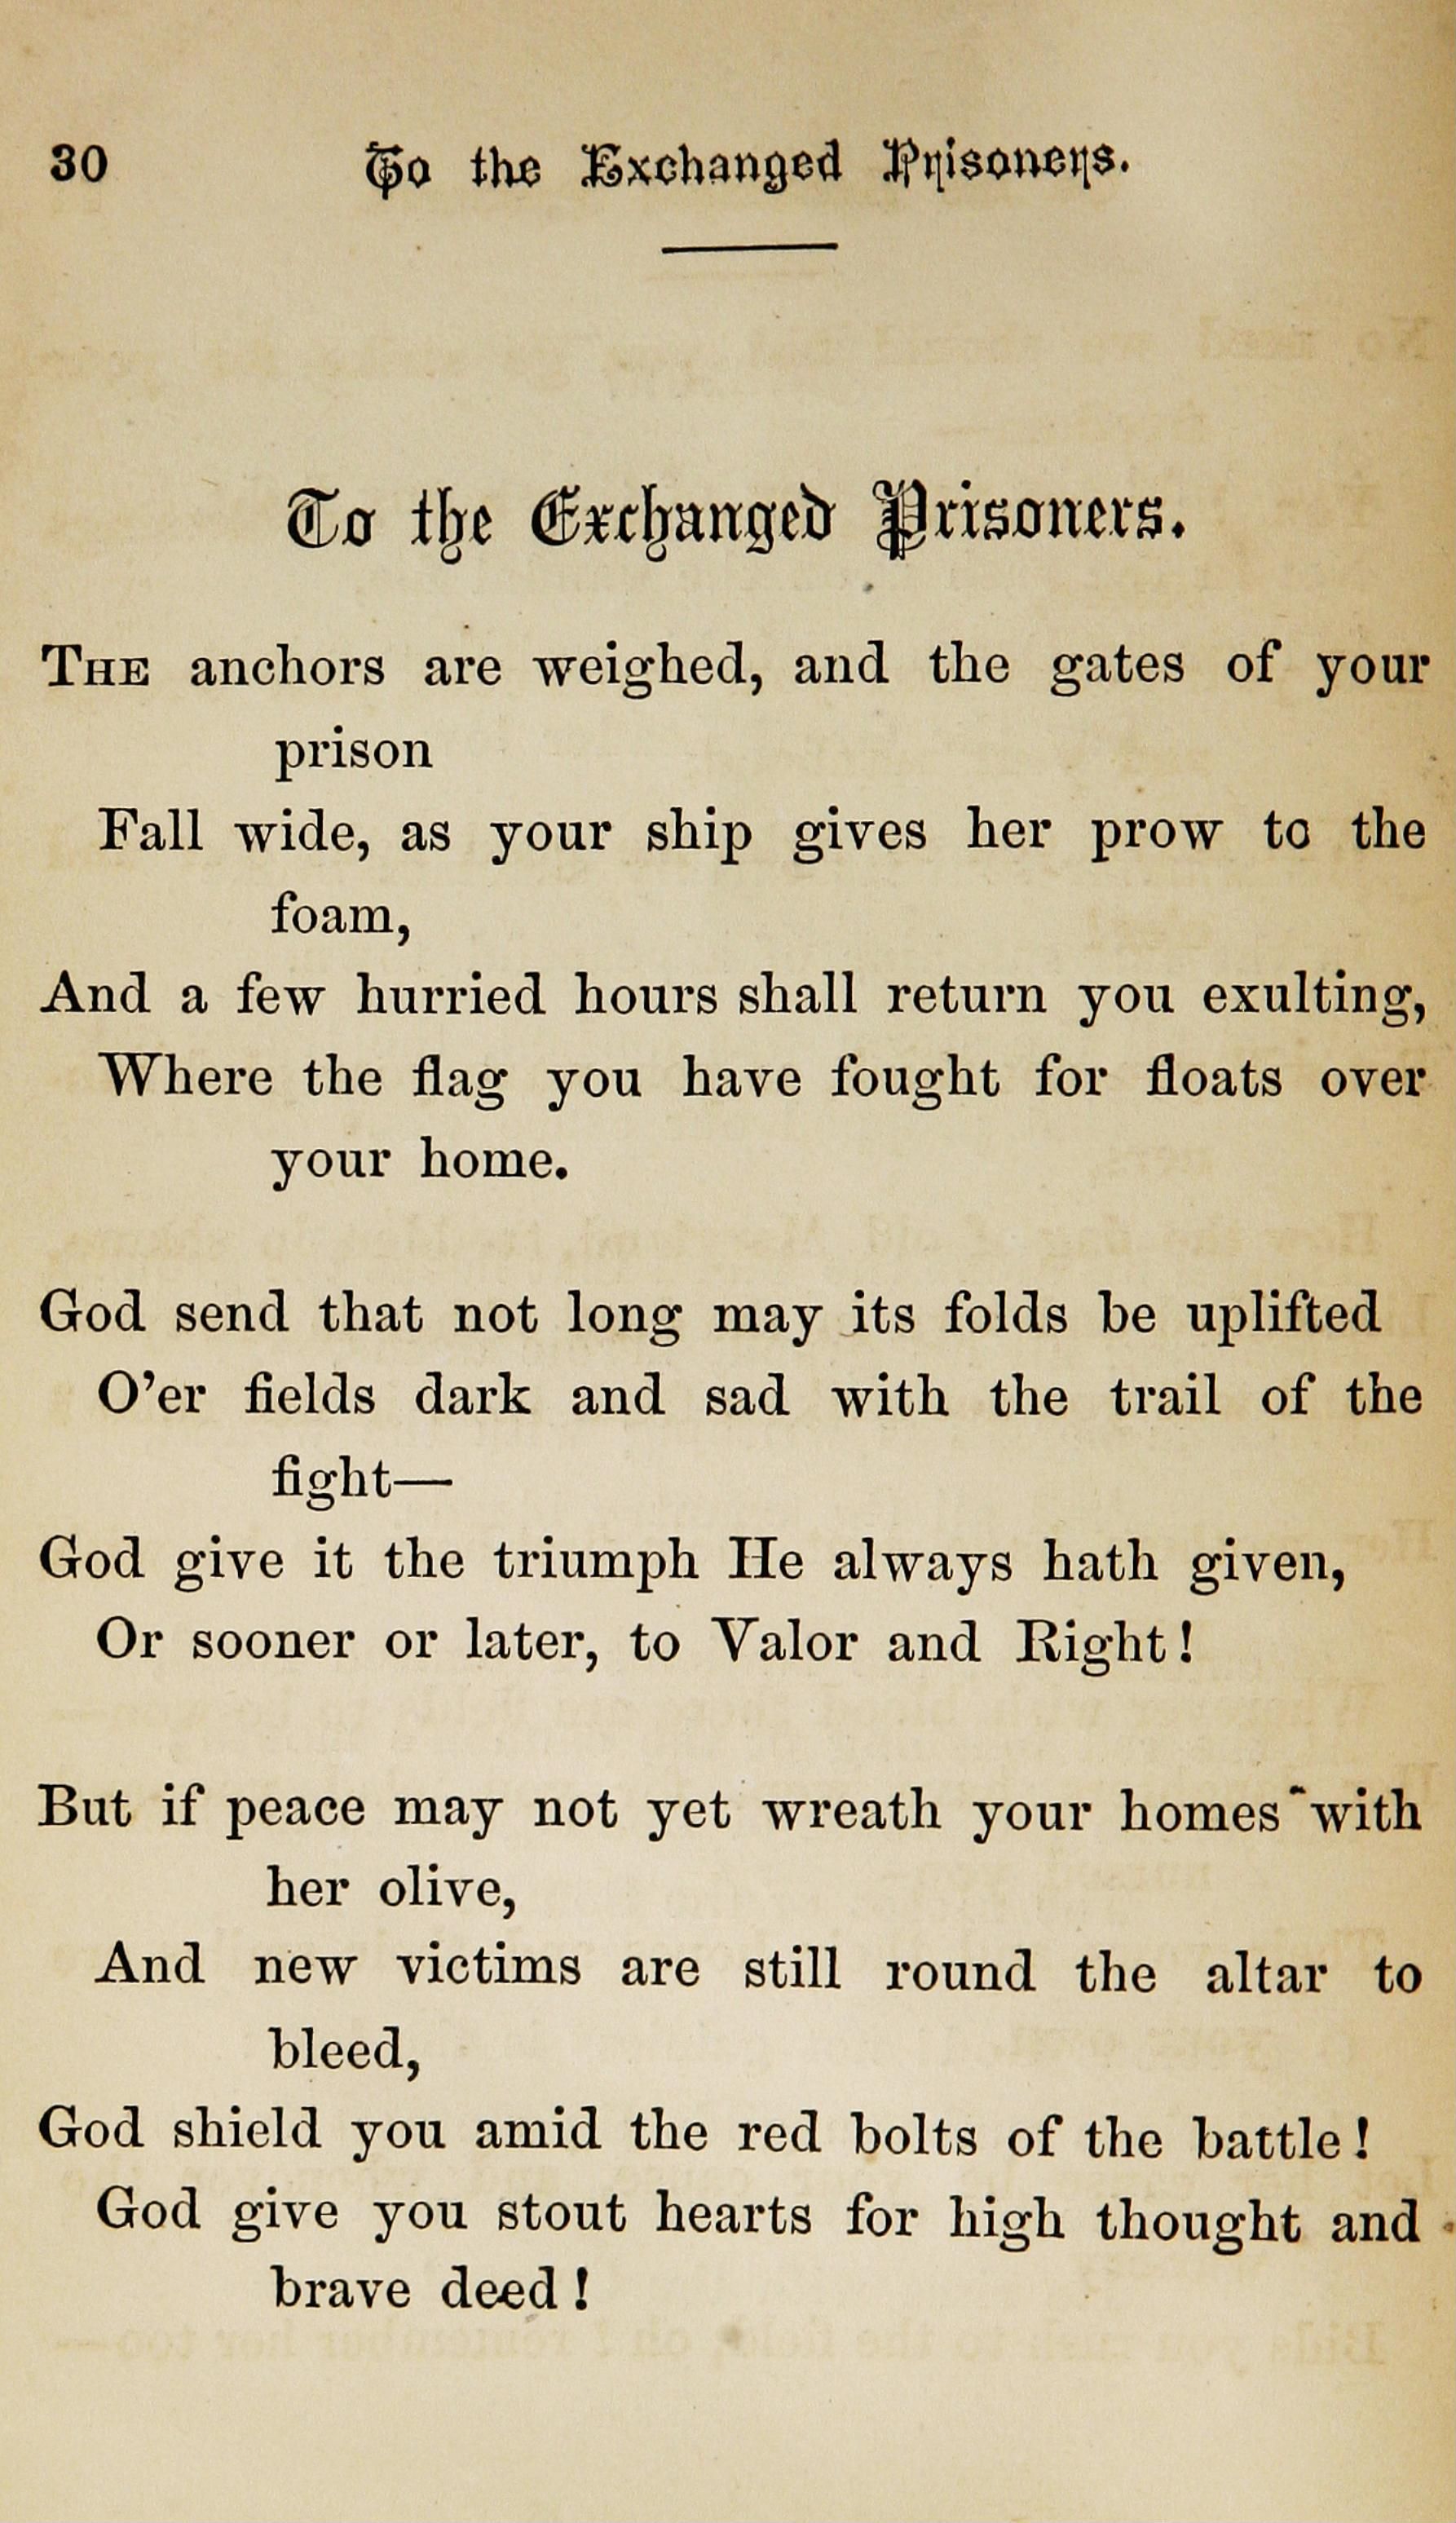 30 To the Exchanged Prisoners.
To the Exchanged Prisoners.
THE anchors are weighed, and the gates of your
prison
Fall wide, as your ship gives her prow to the
foam,
And a few hurried hours shall return you exulting,
Where the flag you have fought for floats over
your home.
God send that not long may its folds be uplifted
O'er fields dark and sad with the trail of the
fight—
God give it the triumph He always hath given,
Or sooner or later, to Valor and Right!
But if peace may not yet wreath your homes with
her olive,
And new victims are still round the altar to
bleed,
God shield you amid the red bolts of the battle!
God give you stout hearts for high thought and
brave deed!